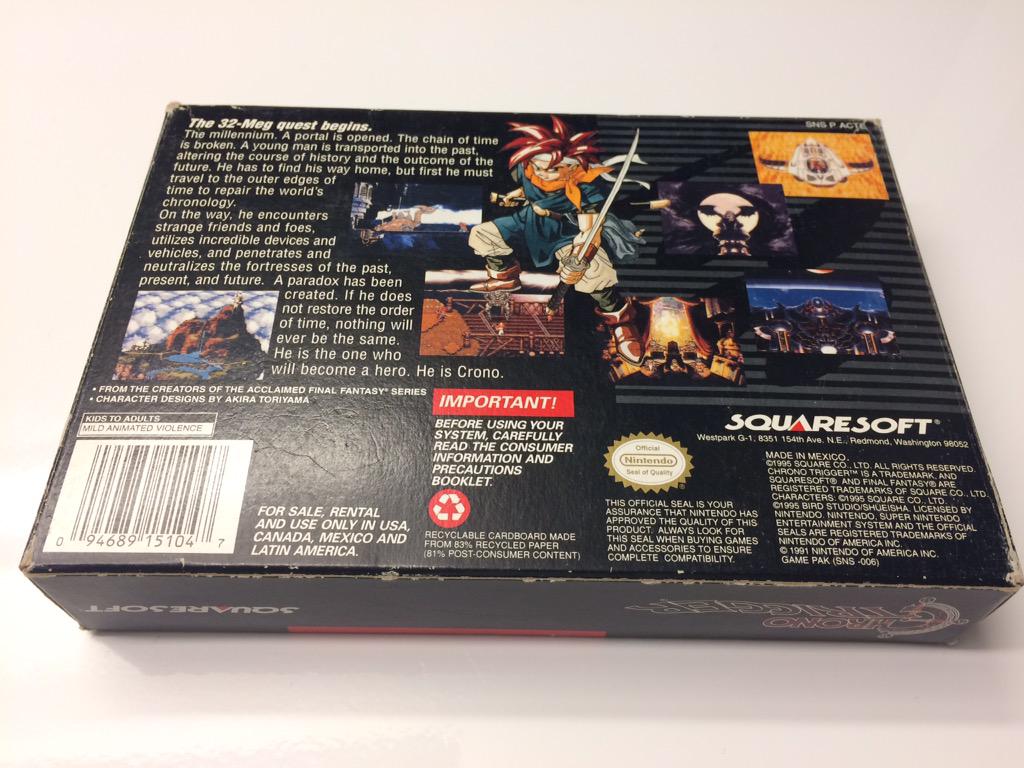 The 32-Meg quest begins.
The millennium. A portal is opened. The chain of time
is broken. A young man is transported into the past,
altering the course of history and the outcome of the
future. He has to find his way home, but first he must
travel to the outer edges of
time to repair the world's
chronology.
On the way, he encounters
strange friends and foes,
utilizes incredible devices and
vehicles, and penetrates and
neutralizes the fortresses of the past,
present, and future. A paradox has been
created. If he does
not restore the order
of time, nothing will
ever be the same.
He is the one who
will become a hero. He is Crono.
SNS P ACTE
• FROM THE CREATORS OF THE ACCLAIMED FINAL FANTASY® SERIES
• CHARACTER DESIGNS BY AKIRA TORIYAMA
KIDS TO ADULTS
MILD ANIMATED VIOLENCE
0 94689 15104 7
FOR SALE, RENTAL
AND USE ONLY IN USA,
CANADA, MEXICO AND
LATIN AMERICA.
IMPORTANT!
BEFORE USING YOUR
SYSTEM, CAREFULLY
READ THE CONSUMER
INFORMATION AND
PRECAUTIONS
BOOKLET.
RECYCLABLE CARDBOARD MADE
FROM 83% RECYCLED PAPER
(81% POST-CONSUMER CONTENT)
Official
Nintendo
Seal of Quality
THIS OFFICIAL SEAL IS YOUR
ASSURANCE THAT NINTENDO HAS
APPROVED THE QUALITY OF THIS
PRODUCT. ALWAYS LOOK FOR
THIS SEAL WHEN BUYING GAMES
AND ACCESSORIES TO ENSURE
COMPLETE COMPATIBILITY.
SQUARESOFT®
Westpark G-1, 8351 154th Ave. N.E., Redmond, Washington 98052
MADE IN MEXICO.
©1995 SQUARE CO., LTD. ALL RIGHTS RESERVED.
CHRONO TRIGGER™ IS A TRADEMARK, AND
SQUARESOFT® AND FINAL FANTASY® ARE
REGISTERED TRADEMARKS OF SQUARE CO., LTD.
CHARACTERS: ©1995 SQUARE CO., LTD.
©1995 BIRD STUDIO/SHUEISHA. LICENSED BY
NINTENDO. NINTENDO, SUPER NINTENDO
ENTERTAINMENT SYSTEM AND THE OFFICIAL
SEALS ARE REGISTERED TRADEMARKS OF
NINTENDO OF AMERICA INC.
© 1991 NINTENDO OF AMERICA INC.
GAME PAK (SNS -006)
SQUARESOFT
CHRONO
TRIGGER